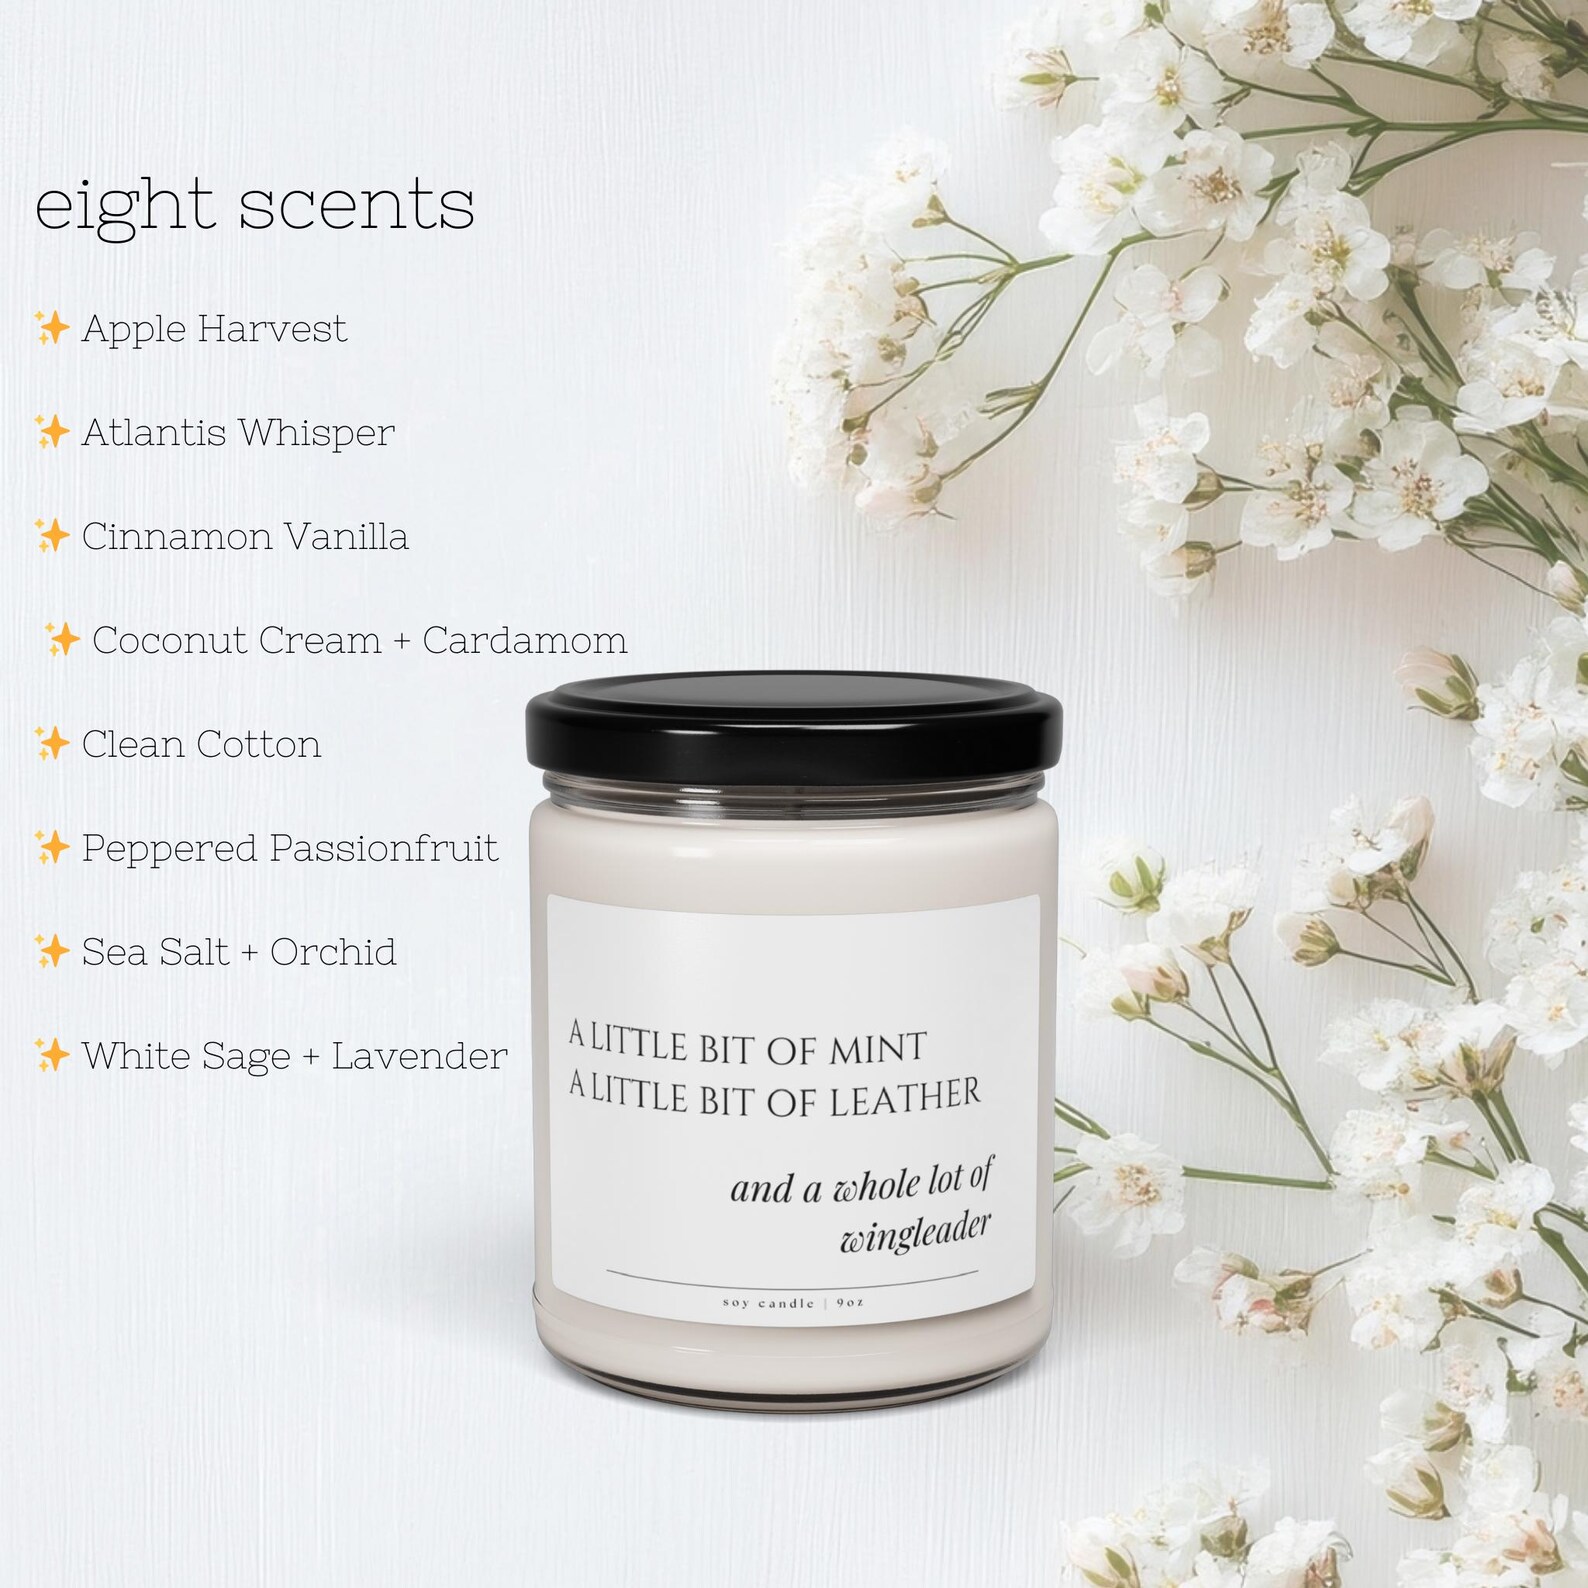 eight scents
✨ Apple Harvest
✨ Atlantis Whisper
✨ Cinnamon Vanilla
✨ Coconut Cream + Cardamom
✨ Clean Cotton
✨ Peppered Passionfruit
✨ Sea Salt + Orchid
✨ White Sage + Lavender
A LITTLE BIT OF MINT
A LITTLE BIT OF LEATHER
and a whole lot of
wingleader
soy candle | 9oz